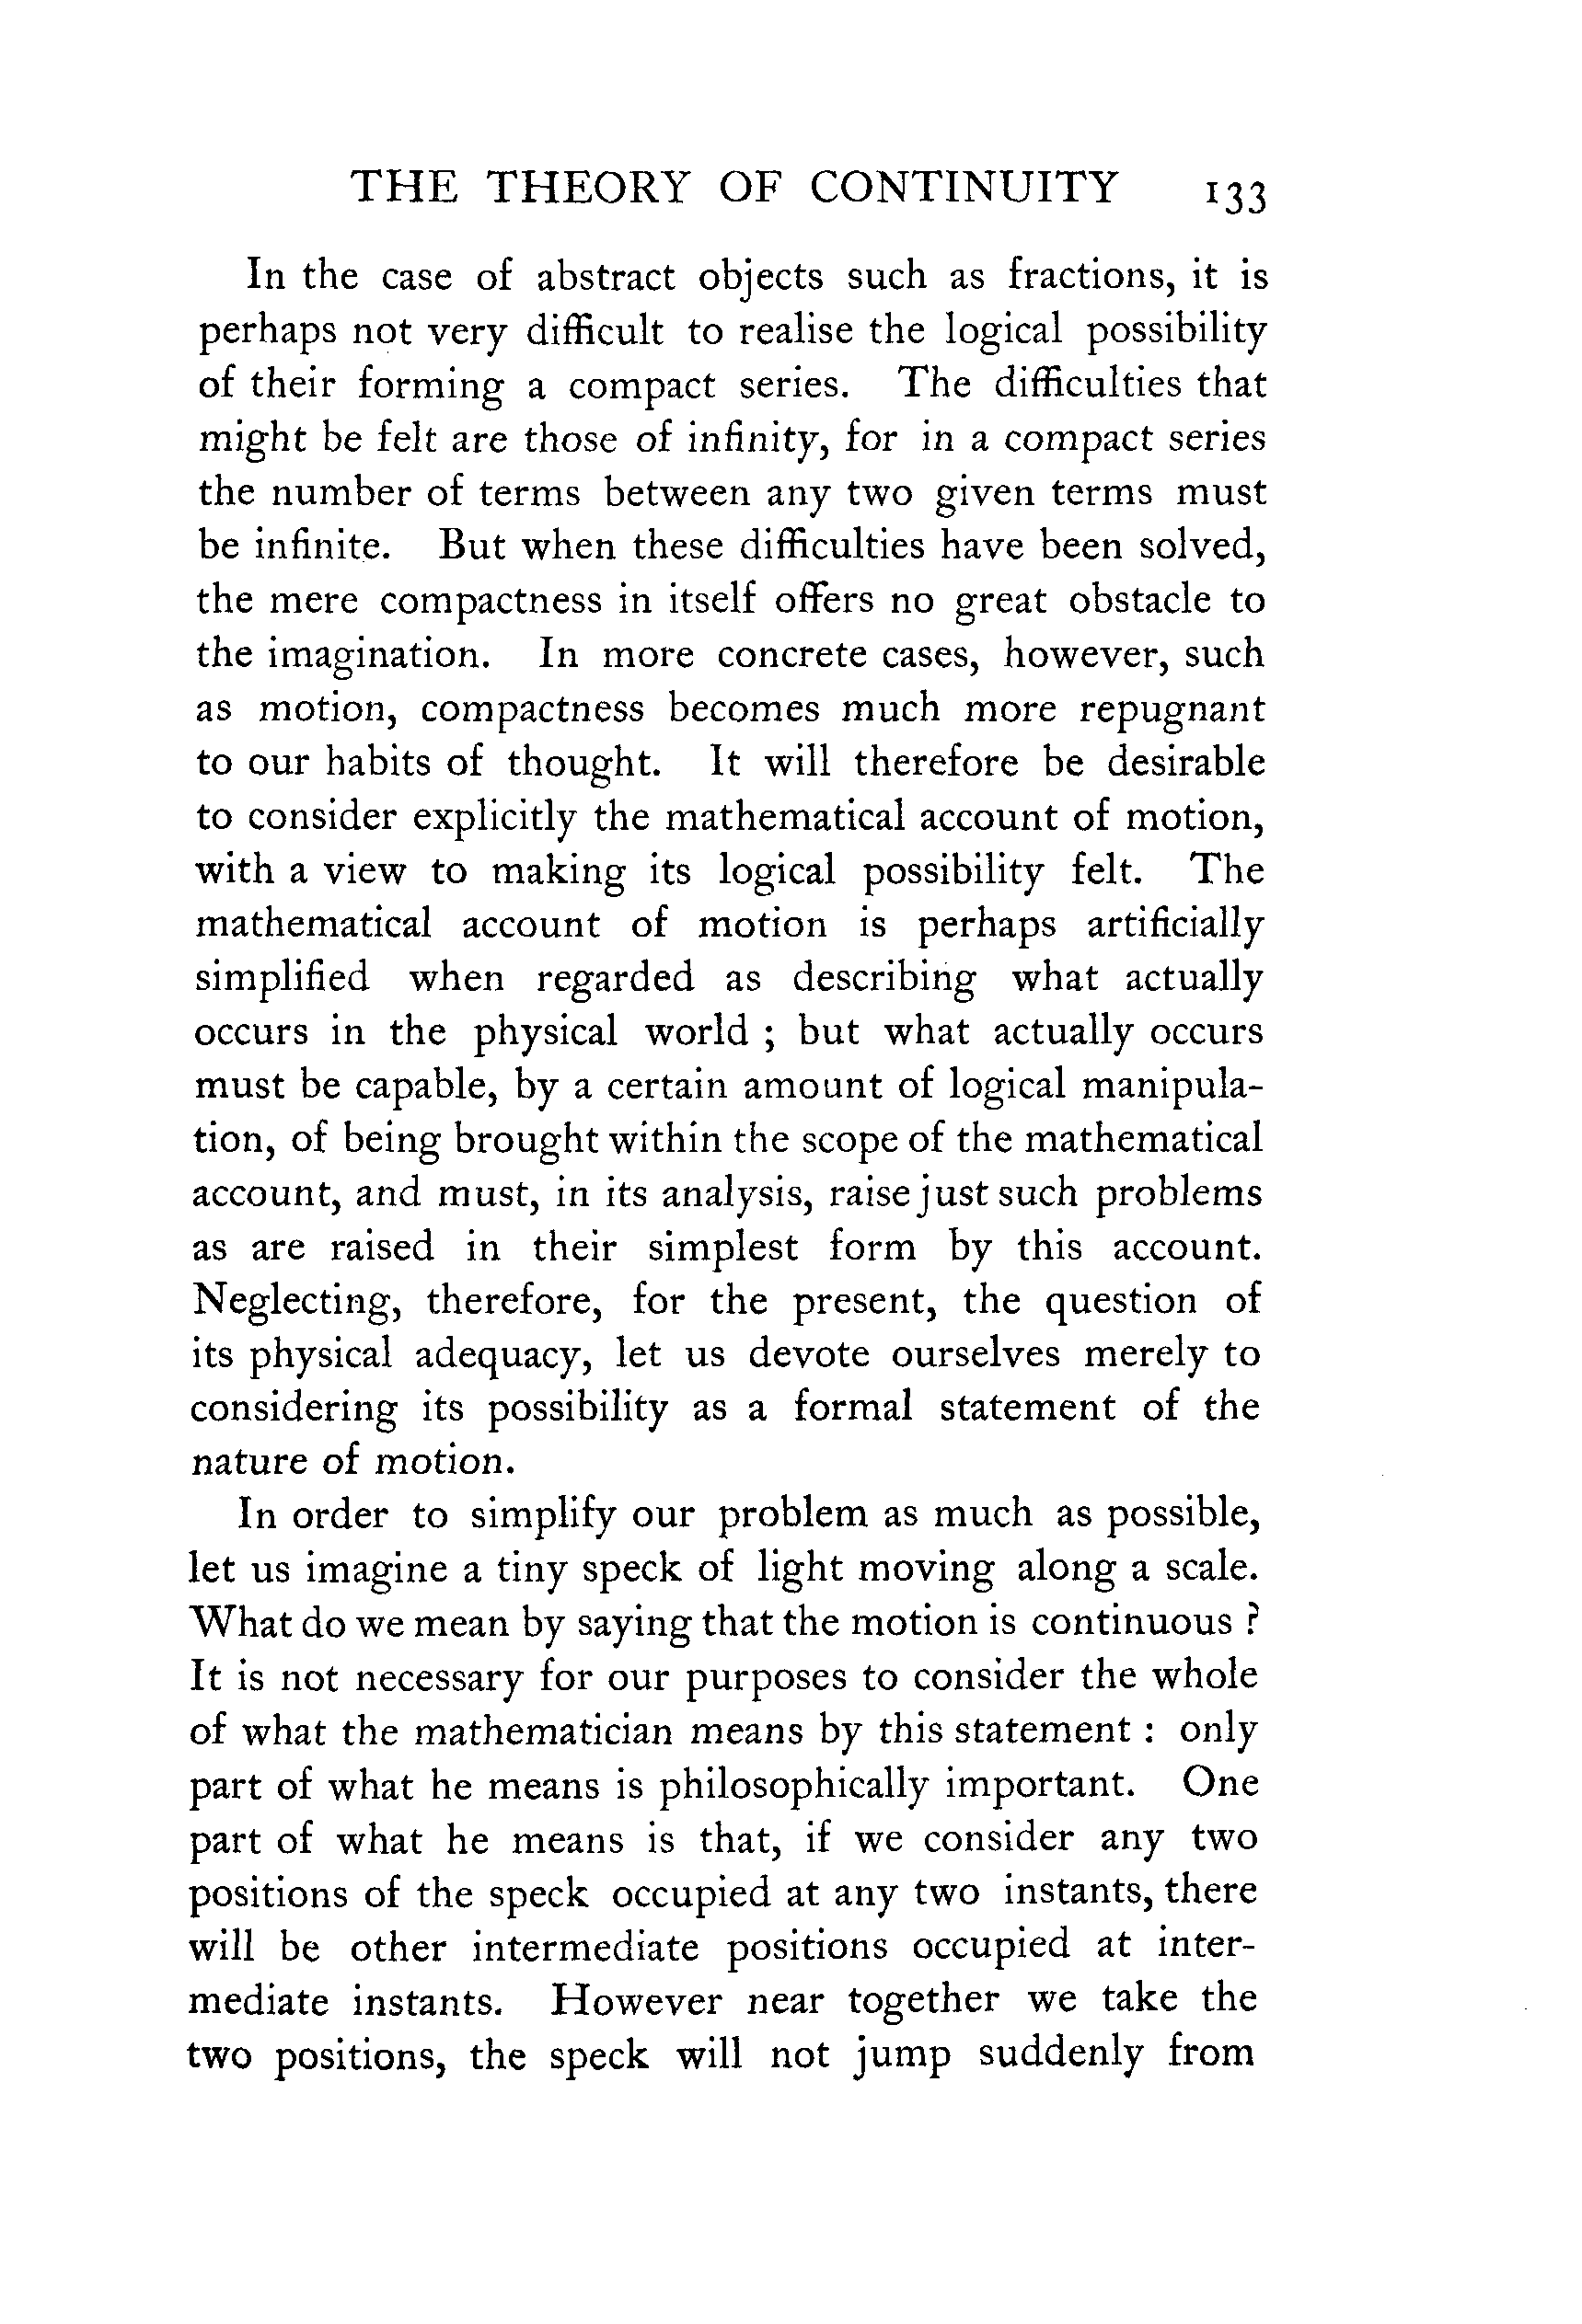 THE THEORY OF CONTINUITY 133
In the case of abstract objects such as fractions, it is
perhaps not very difficult to realise the logical possibility
of their forming a compact series. The difficulties that
might be felt are those of infinity, for in a compact series
the number of terms between any two given terms must
be infinite. But when these difficulties have been solved,
the mere compactness in itself offers no great obstacle to
the imagination. In more concrete cases, however, such
as motion, compactness becomes much more repugnant
to our habits of thought. It will therefore be desirable
to consider explicitly the mathematical account of motion,
with a view to making its logical possibility felt. The
mathematical account of motion is perhaps artificially
simplified when regarded as describing what actually
occurs in the physical world ; but what actually occurs
must be capable, by a certain amount of logical manipula-
tion, of being brought within the scope of the mathematical
account, and must, in its analysis, raise just such problems
as are raised in their simplest form by this account.
Neglecting, therefore, for the present, the question of
its physical adequacy, let us devote ourselves merely to
considering its possibility as a formal statement of the
nature of motion.
In order to simplify our problem as much as possible,
let us imagine a tiny speck of light moving along a scale.
What do we mean by saying that the motion is continuous ?
It is not necessary for our purposes to consider the whole
of what the mathematician means by this statement : only
part of what he means is philosophically important. One
part of what he means is that, if we consider any two
positions of the speck occupied at any two instants, there
will be other intermediate positions occupied at inter-
mediate instants. However near together we take the
two positions, the speck will not jump suddenly from